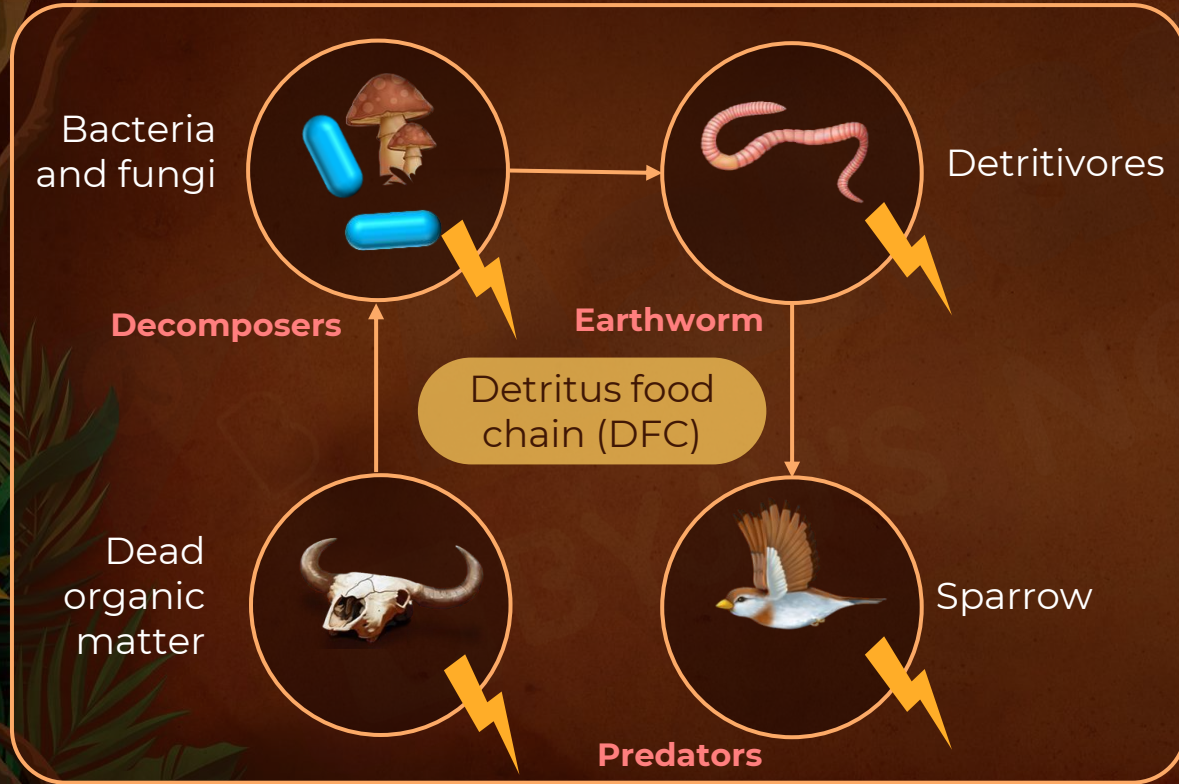 Bacteria
and fungi
Detritivores
Decomposers
Earthworm
Detritus food
chain (DFC)
Dead
organic
matter
Sparrow
Predators